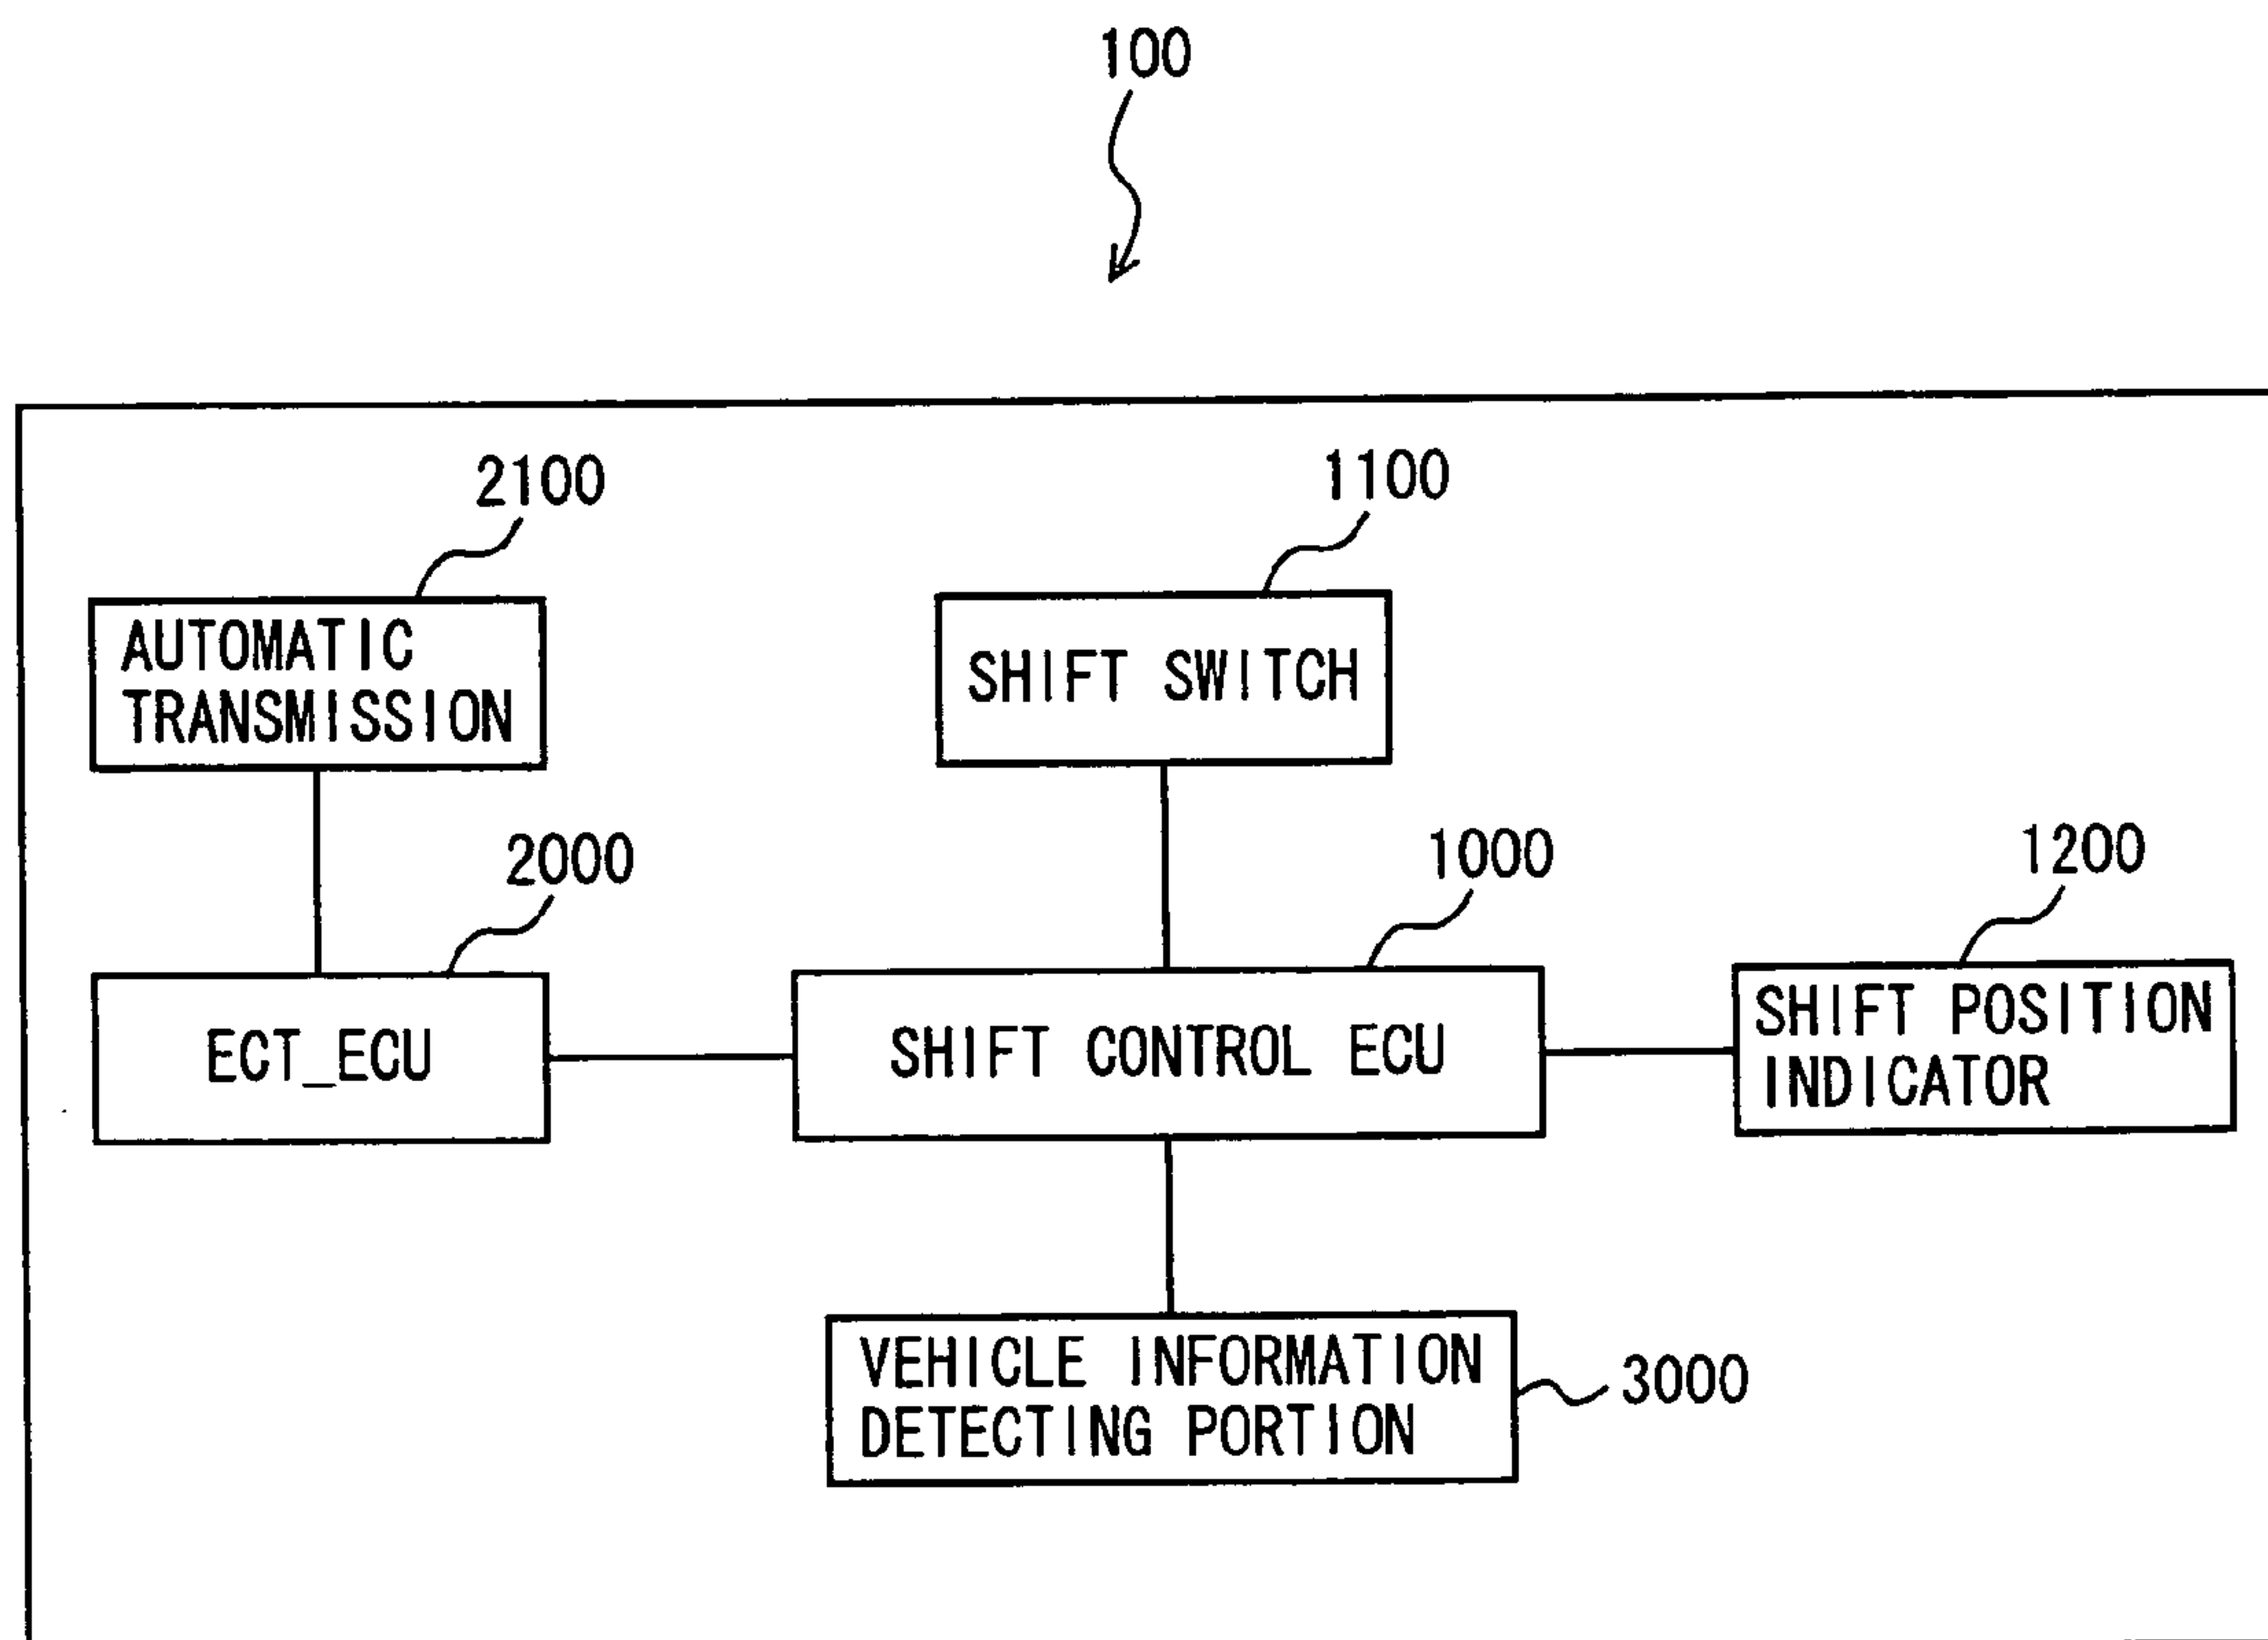 100
2100
1100
AUTOMATIC
TRANSMISSION
SHIFT SWITCH
2000
1000
1200
ECT_ECU
SHIFT CONTROL ECU
SHIFT POSITION
INDICATOR
VEHICLE INFORMATION
DETECTING PORTION
3000